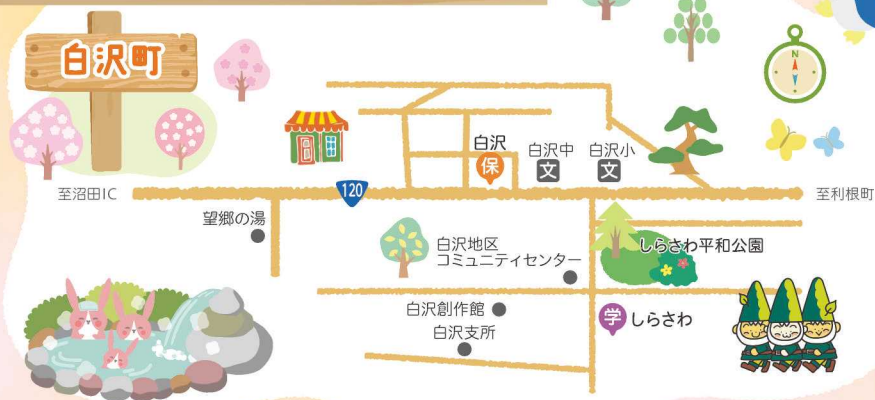 白沢町
N
白沢
保
白沢中
文
白沢小
文
至沼田IC
120
至利根町
望郷の湯
白沢地区
コミュニティセンター
しらさわ平和公園
白沢創作館
学 しらさわ
白沢支所